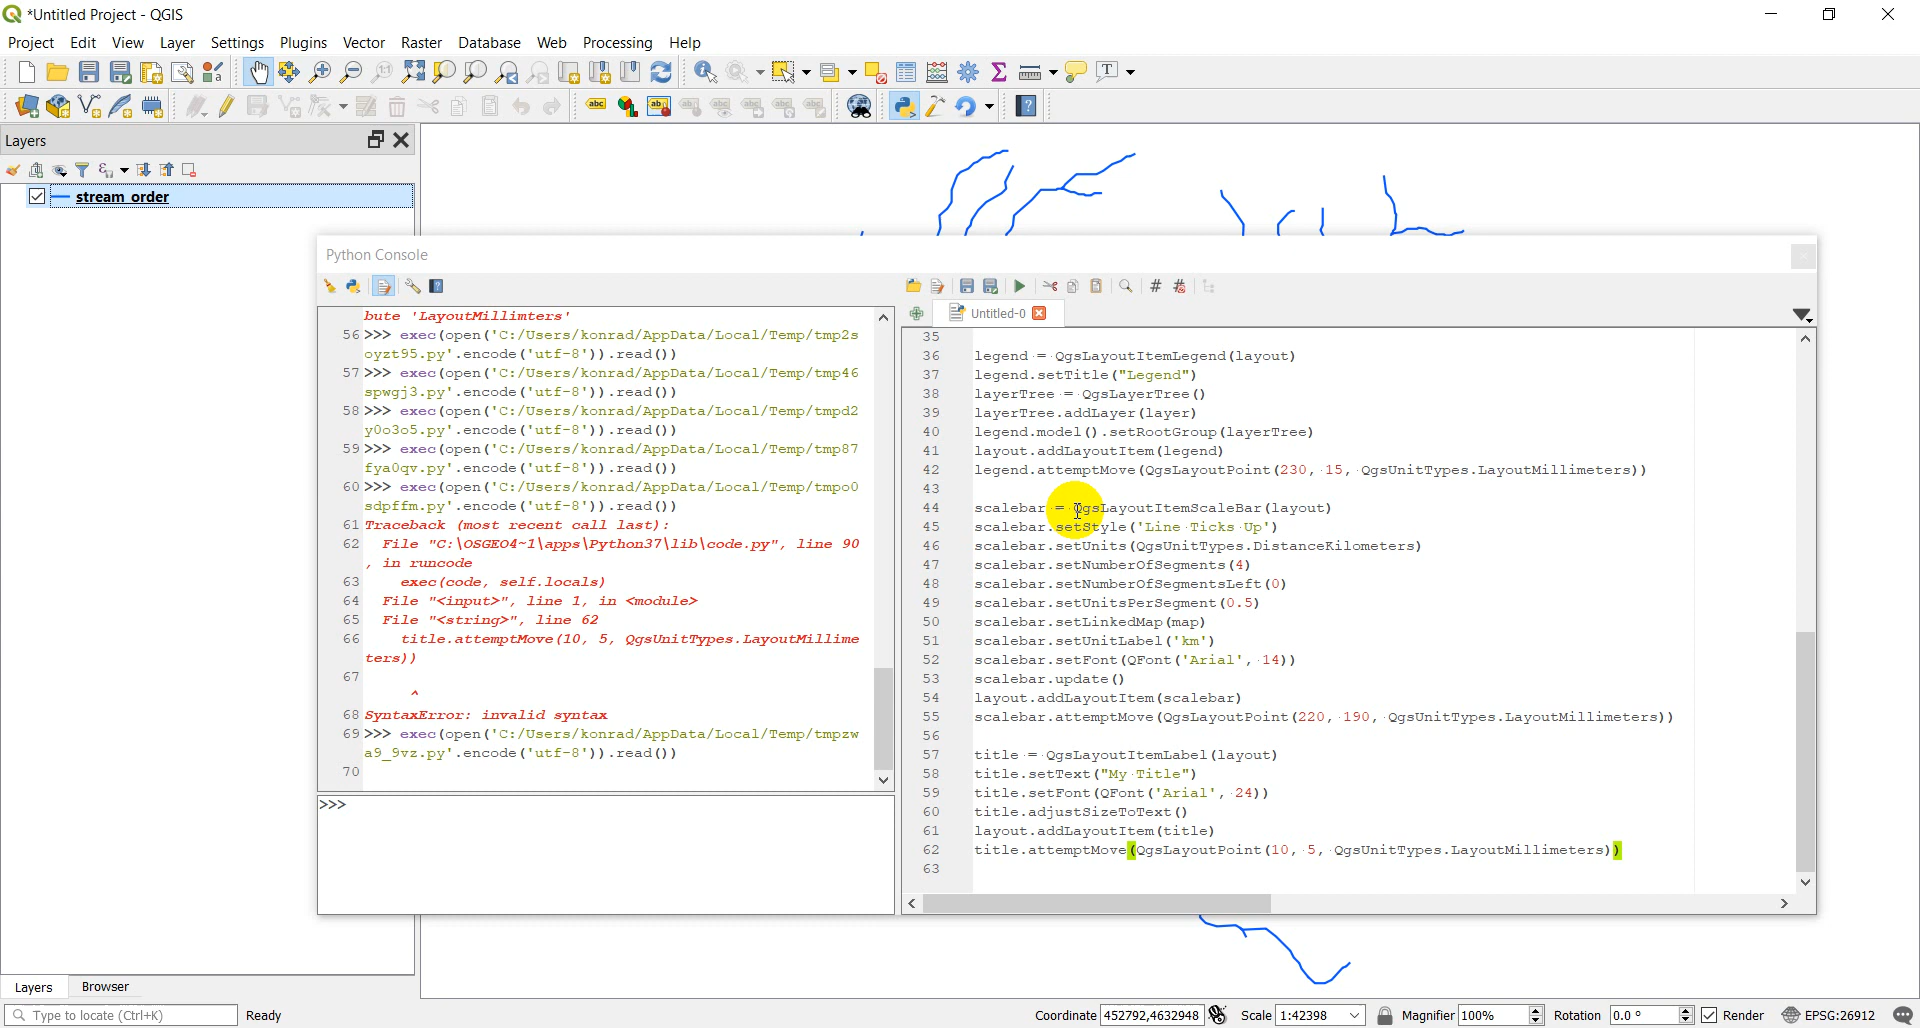 *Untitled Project - QGIS
Project Edit View Layer Settings Plugins Vector Raster Database Web Processing Help
Layers
stream_order
Python Console
Untitled-0
bute 'LayoutMillimters'
56 >>> exec(open('C:/Users/konrad/AppData/Local/Temp/tmp2s
oyzt95.py'.encode('utf-8')).read())
57 >>> exec(open('C:/Users/konrad/AppData/Local/Temp/tmp46
spwgj3.py'.encode('utf-8')).read())
58 >>> exec(open('C:/Users/konrad/AppData/Local/Temp/tmpd2
y0o3o5.py'.encode('utf-8')).read())
59 >>> exec(open('C:/Users/konrad/AppData/Local/Temp/tmp87
fya0qv.py'.encode('utf-8')).read())
60 >>> exec(open('C:/Users/konrad/AppData/Local/Temp/tmpo0
sdpffm.py'.encode('utf-8')).read())
61 Traceback (most recent call last):
62 File "C:\OSGEO4~1\apps\Python37\lib\code.py", line 90
, in runcode
63 exec(code, self.locals)
64 File "<input>", line 1, in <module>
65 File "<string>", line 62
66 title.attemptMove(10, 5, QgsUnitTypes.LayoutMillime
ters))
67
^
68 SyntaxError: invalid syntax
69 >>> exec(open('C:/Users/konrad/AppData/Local/Temp/tmpzw
a9_9vz.py'.encode('utf-8')).read())
70
>>>
35
36 legend = QgsLayoutItemLegend(layout)
37 legend.setTitle("Legend")
38 layerTree = QgsLayerTree()
39 layerTree.addLayer(layer)
40 legend.model().setRootGroup(layerTree)
41 layout.addLayoutItem(legend)
42 legend.attemptMove(QgsLayoutPoint(230, 15, QgsUnitTypes.LayoutMillimeters))
43
44 scalebar = QgsLayoutItemScaleBar(layout)
45 scalebar.setStyle('Line Ticks Up')
46 scalebar.setUnits(QgsUnitTypes.DistanceKilometers)
47 scalebar.setNumberOfSegments(4)
48 scalebar.setNumberOfSegmentsLeft(0)
49 scalebar.setUnitsPerSegment(0.5)
50 scalebar.setLinkedMap(map)
51 scalebar.setUnitLabel('km')
52 scalebar.setFont(QFont('Arial', 14))
53 scalebar.update()
54 layout.addLayoutItem(scalebar)
55 scalebar.attemptMove(QgsLayoutPoint(220, 190, QgsUnitTypes.LayoutMillimeters))
56
57 title = QgsLayoutItemLabel(layout)
58 title.setText("My Title")
59 title.setFont(QFont('Arial', 24))
60 title.adjustSizeToText()
61 layout.addLayoutItem(title)
62 title.attemptMove(QgsLayoutPoint(10, 5, QgsUnitTypes.LayoutMillimeters))
63
Layers Browser
Type to locate (Ctrl+K) Ready Coordinate 452792,4632948 Scale 1:42398 Magnifier 100% Rotation 0.0 ° Render EPSG:26912